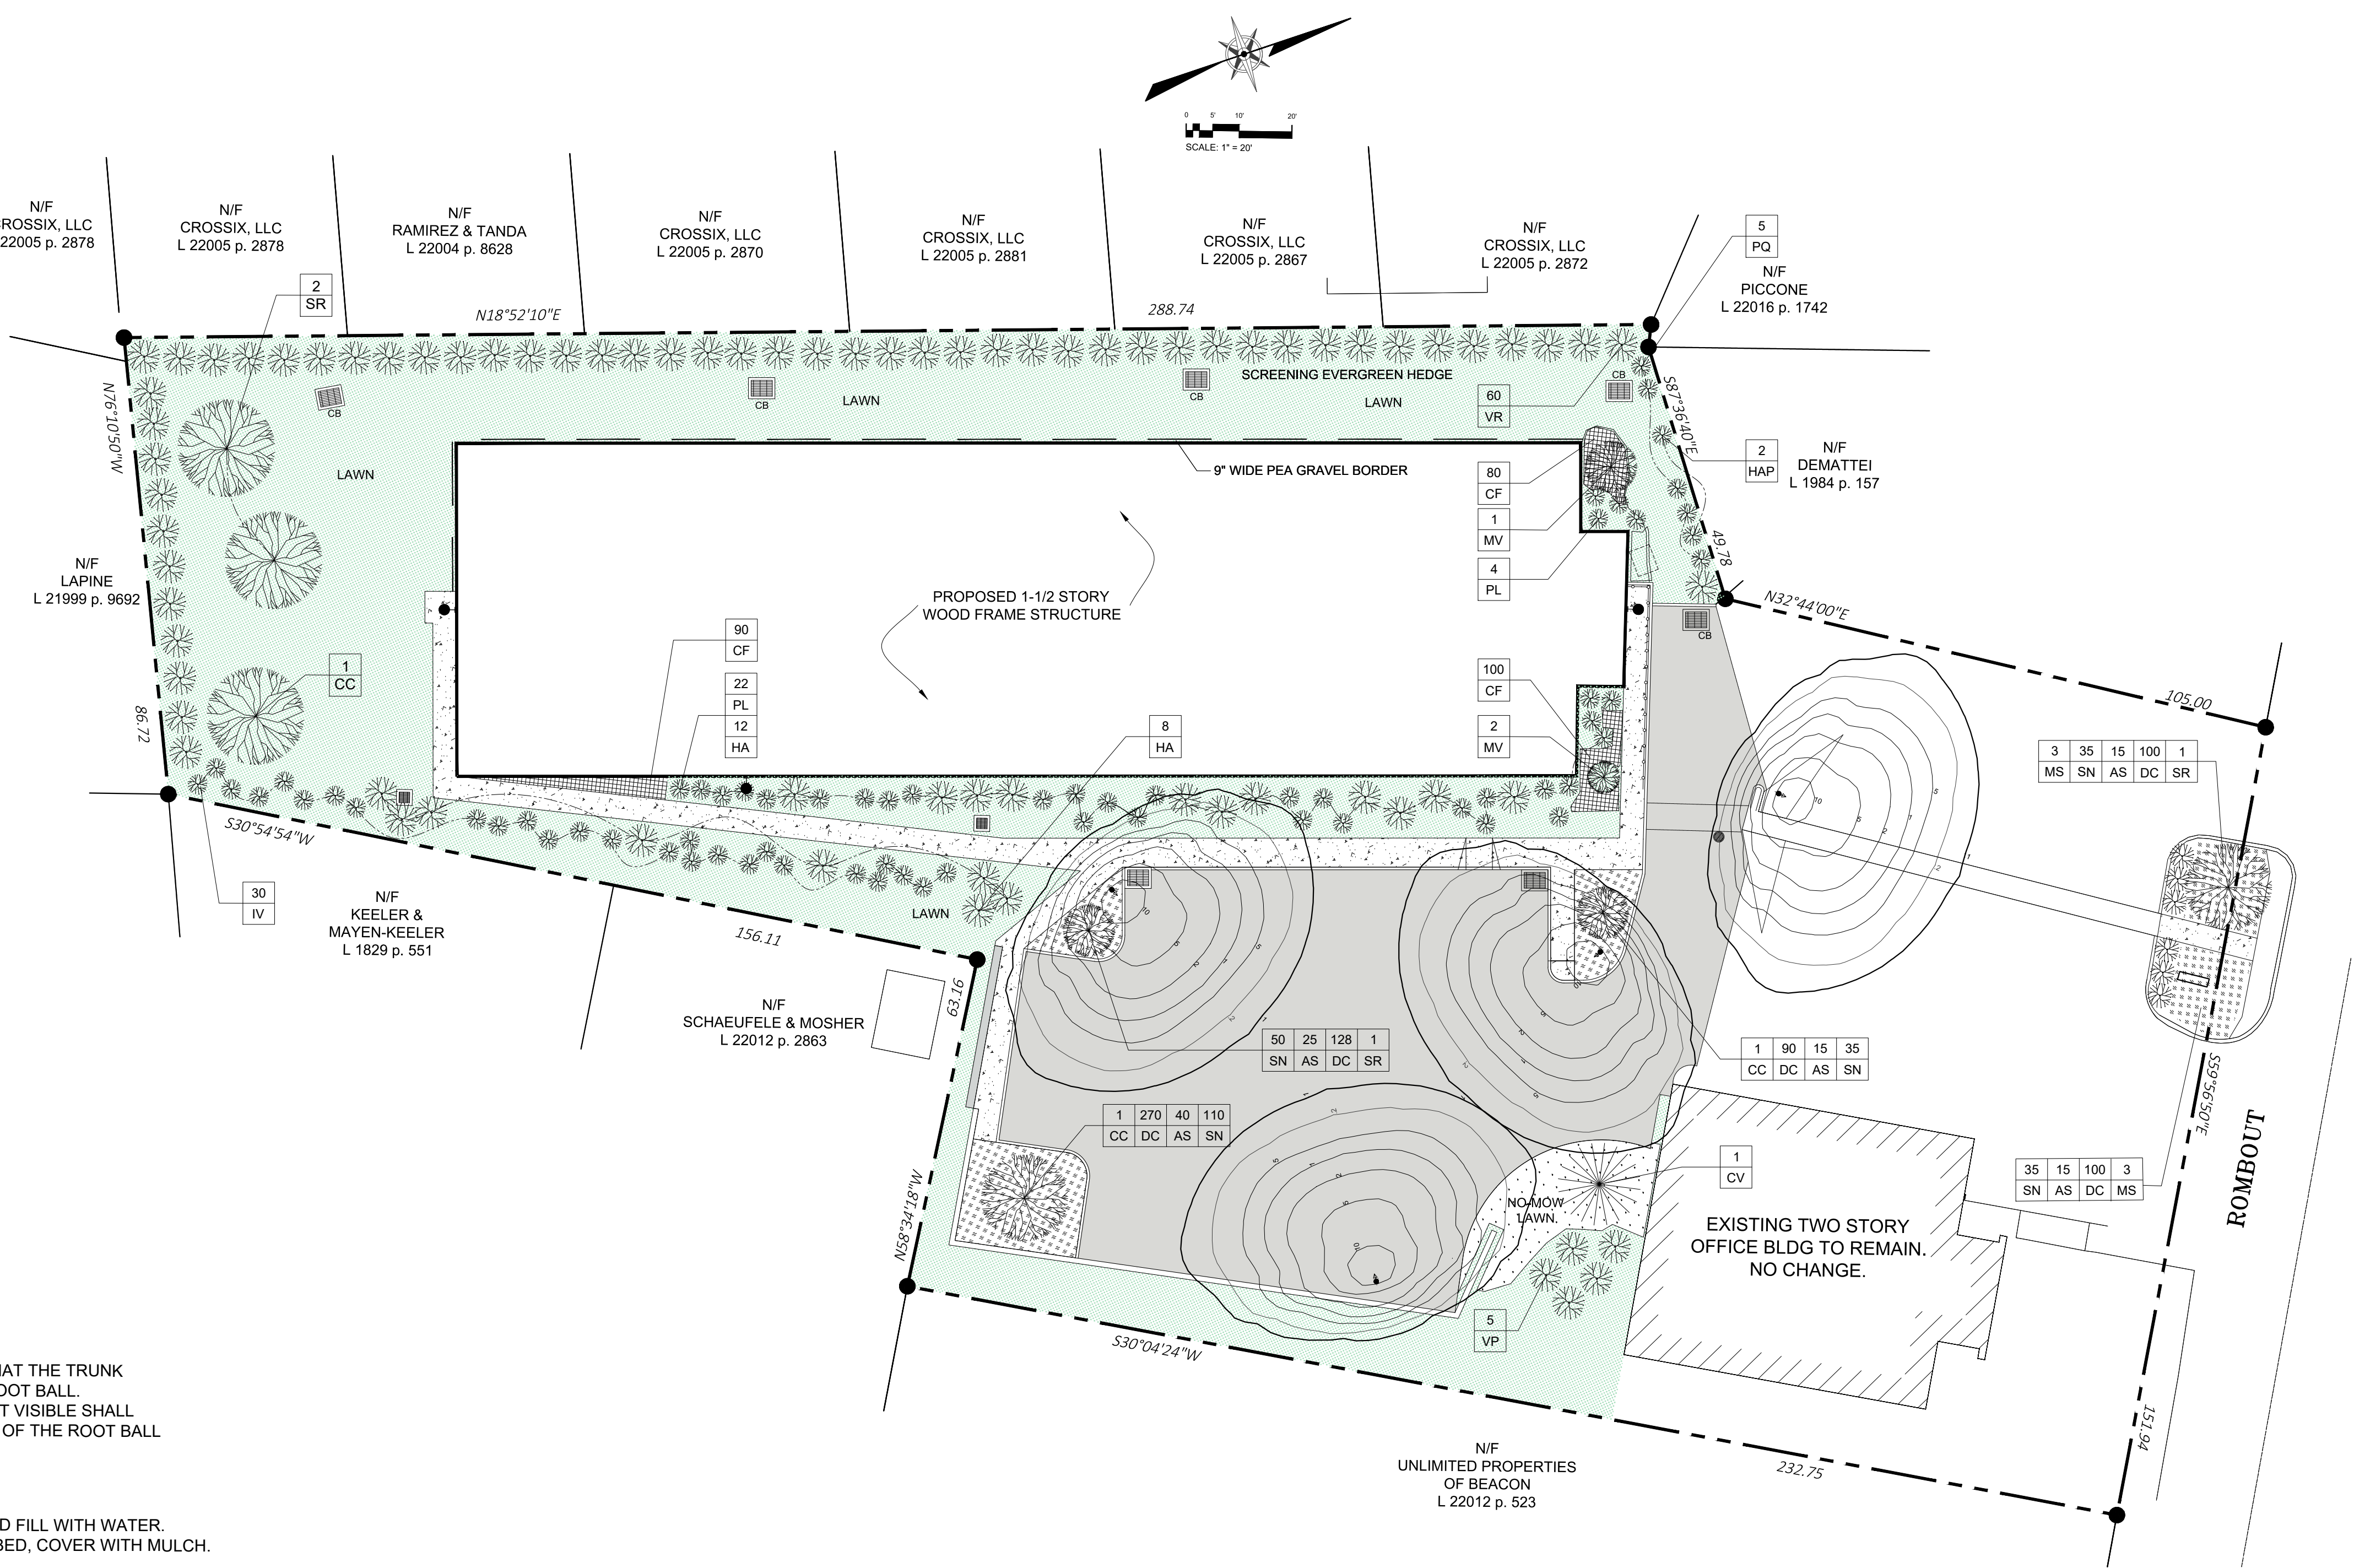 0 5' 10' 20'
SCALE: 1" = 20'
N/F
CROSSIX, LLC
L 22005 p. 2878
N/F
RAMIREZ & TANDA
L 22004 p. 8628
N/F
CROSSIX, LLC
L 22005 p. 2870
N/F
CROSSIX, LLC
L 22005 p. 2881
N/F
CROSSIX, LLC
L 22005 p. 2867
N/F
CROSSIX, LLC
L 22005 p. 2872
N/F
ROSSIX, LLC
22005 p. 2878
5
PQ
N/F
PICCONE
L 22016 p. 1742
2
SR
N18°52'10"E
288.74
SCREENING EVERGREEN HEDGE
CB
CB
CB
CB
LAWN
LAWN
60
VR
S87°36'40"E
49.78
N76°10'50"W
86.72
LAWN
9" WIDE PEA GRAVEL BORDER
80
CF
1
MV
4
PL
2
HAP
N/F
DEMATTEI
L 1984 p. 157
N/F
LAPINE
L 21999 p. 9692
PROPOSED 1-1/2 STORY
WOOD FRAME STRUCTURE
N32°44'00"E
105.00
CB
90
CF
22
PL
12
HA
1
CC
8
HA
100
CF
2
MV
3 35 15 100 1
MS SN AS DC SR
S30°54'54"W
156.11
30
IV
N/F
KEELER &
MAYEN-KEELER
L 1829 p. 551
LAWN
63.16
N58°34'18"W
N/F
SCHAEUFELE & MOSHER
L 22012 p. 2863
50 25 128 1
SN AS DC SR
1 90 15 35
CC DC AS SN
1 270 40 110
CC DC AS SN
1
CV
NO-MOW
LAWN.
EXISTING TWO STORY
OFFICE BLDG TO REMAIN.
NO CHANGE.
35 15 100 3
SN AS DC MS
S59°56'50"E
151.94
ROMBOUT
5
VP
S30°04'24"W
232.75
N/F
UNLIMITED PROPERTIES
OF BEACON
L 22012 p. 523
HAT THE TRUNK
OOT BALL.
T VISIBLE SHALL
OF THE ROOT BALL
D FILL WITH WATER.
BED, COVER WITH MULCH.